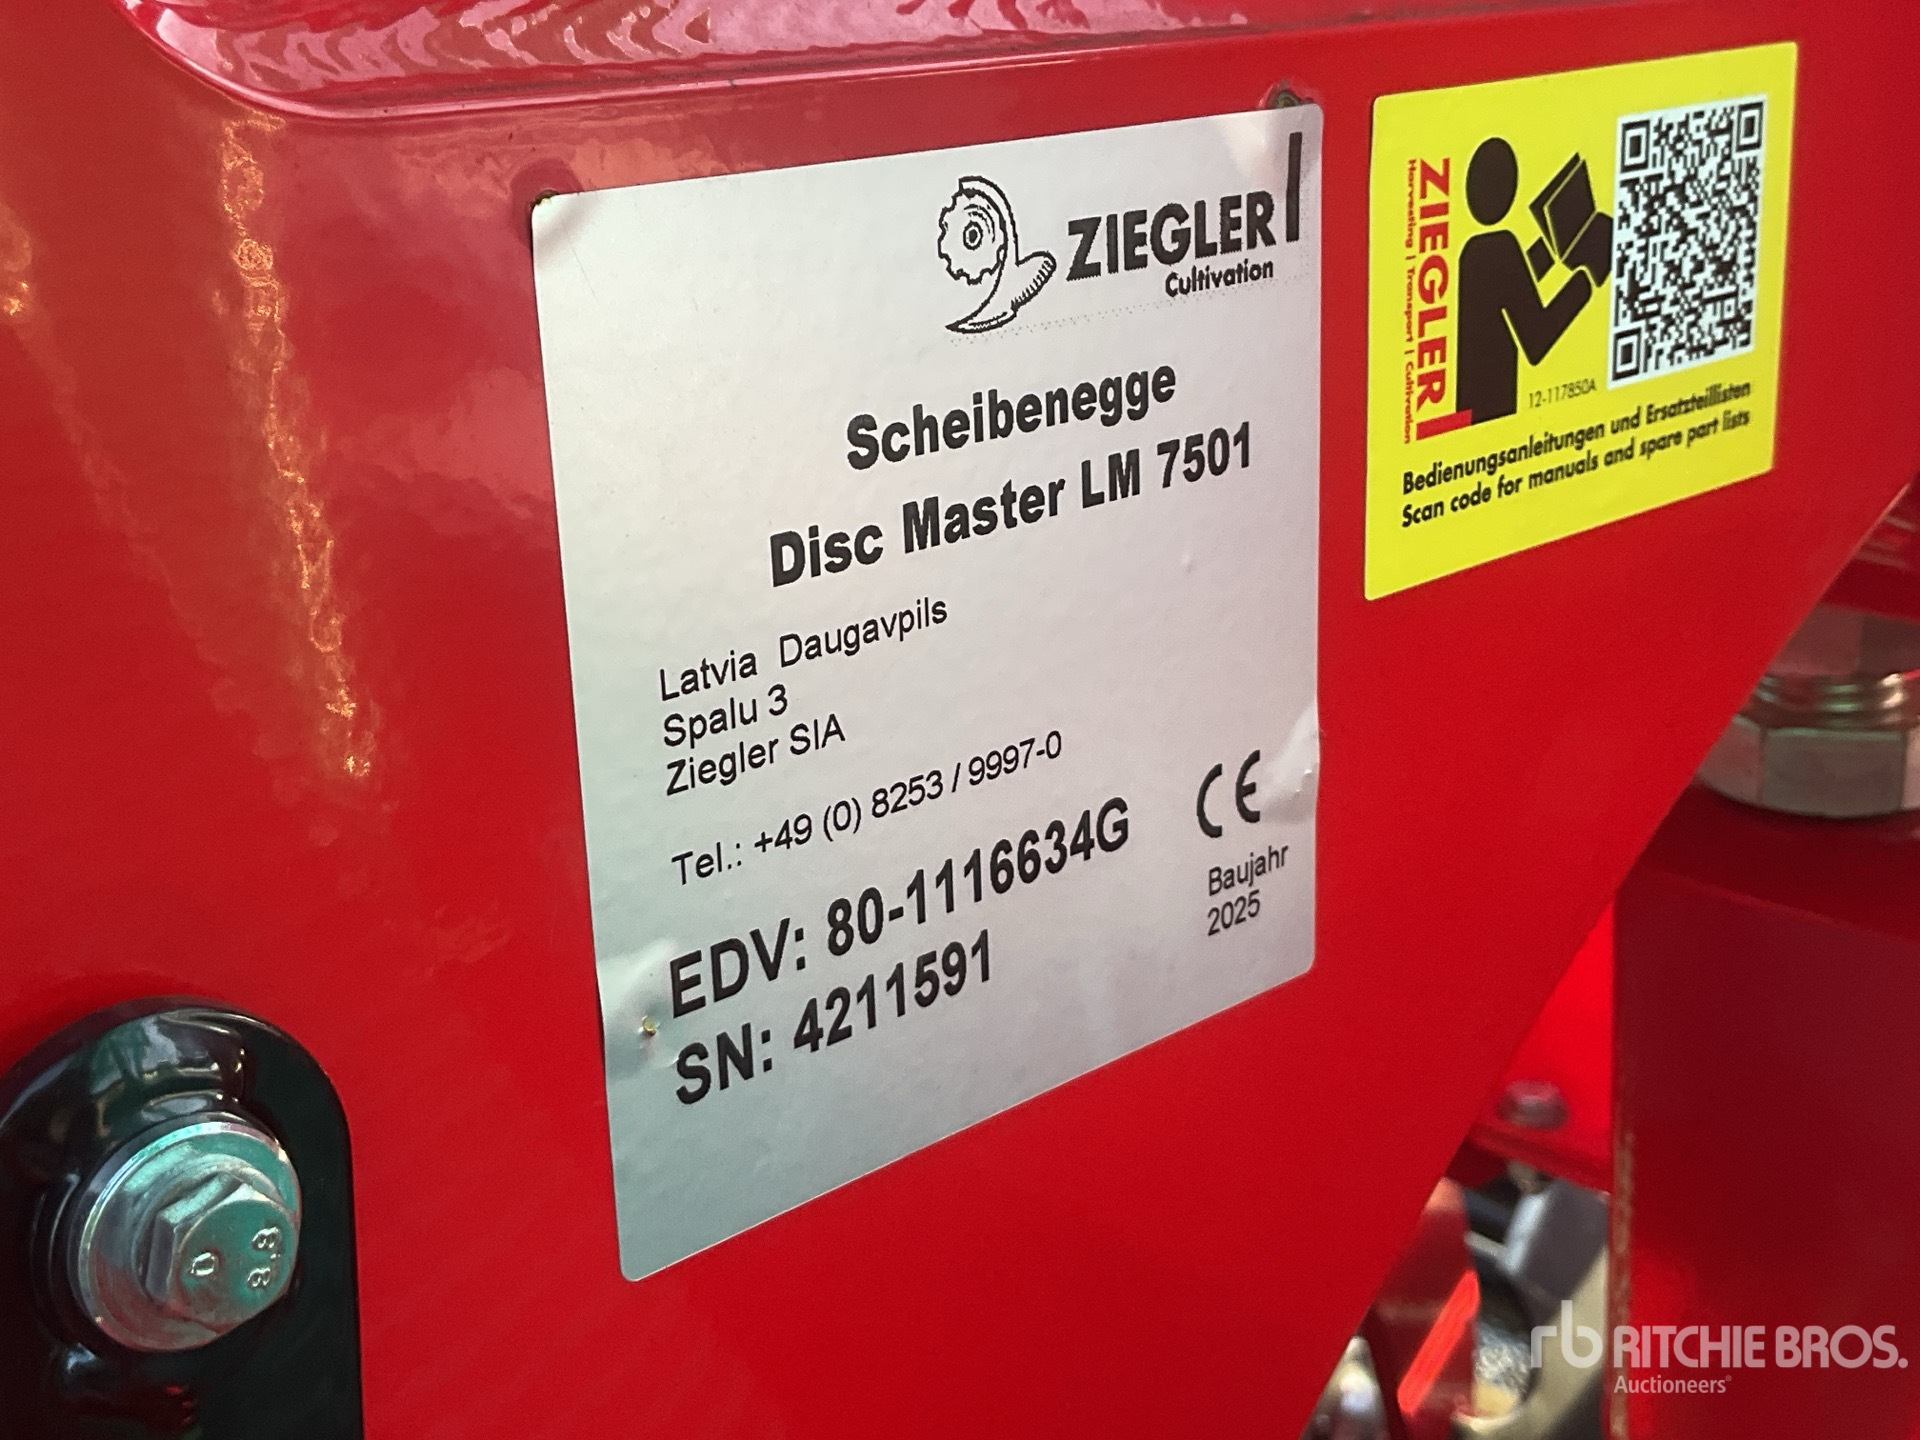 ZIEGLER
Cultivation
Scheibenegge
Disc Master LM 7501
Latvia Daugavpils
Spalu 3
Ziegler SIA
Tel.: +49 (0) 8253 / 9997-0
EDV: 80-1116634G
SN: 4211591
CE
Baujahr
2025
ZIEGLER
Harvesting | Transport | Cultivation
12-117850A
Bedienungsanleitungen und Ersatzteillisten
Scan code for manuals and spare part lists
8.8
rb RITCHIE BROS.
Auctioneers®